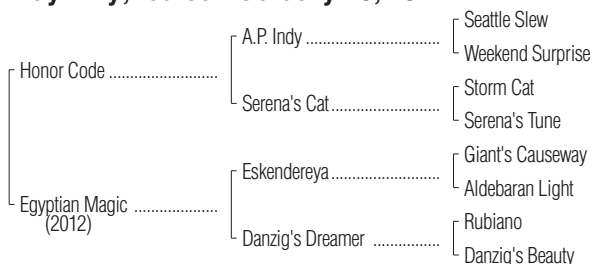 Seattle Slew
A.P. Indy
Weekend Surprise
Honor Code
Storm Cat
Serena's Cat
Serena's Tune
Giant's Causeway
Eskendereya
Aldebaran Light
Egyptian Magic
(2012)
Rubiano
Danzig's Dreamer
Danzig's Beauty